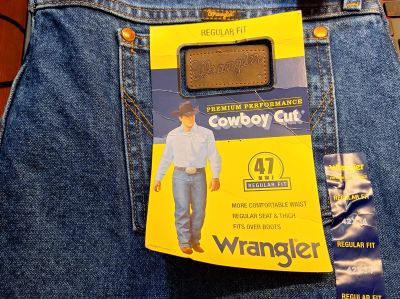 Wrangler
REGULAR FIT
Wrangler
PREMIUM PERFORMANCE
Cowboy Cut
47
MWZ
REGULAR FIT
MORE COMFORTABLE WAIST
REGULAR SEAT & THIGH
FITS OVER BOOTS
Wrangler
Wrangler
REGULAR FIT
REGULAR FIT